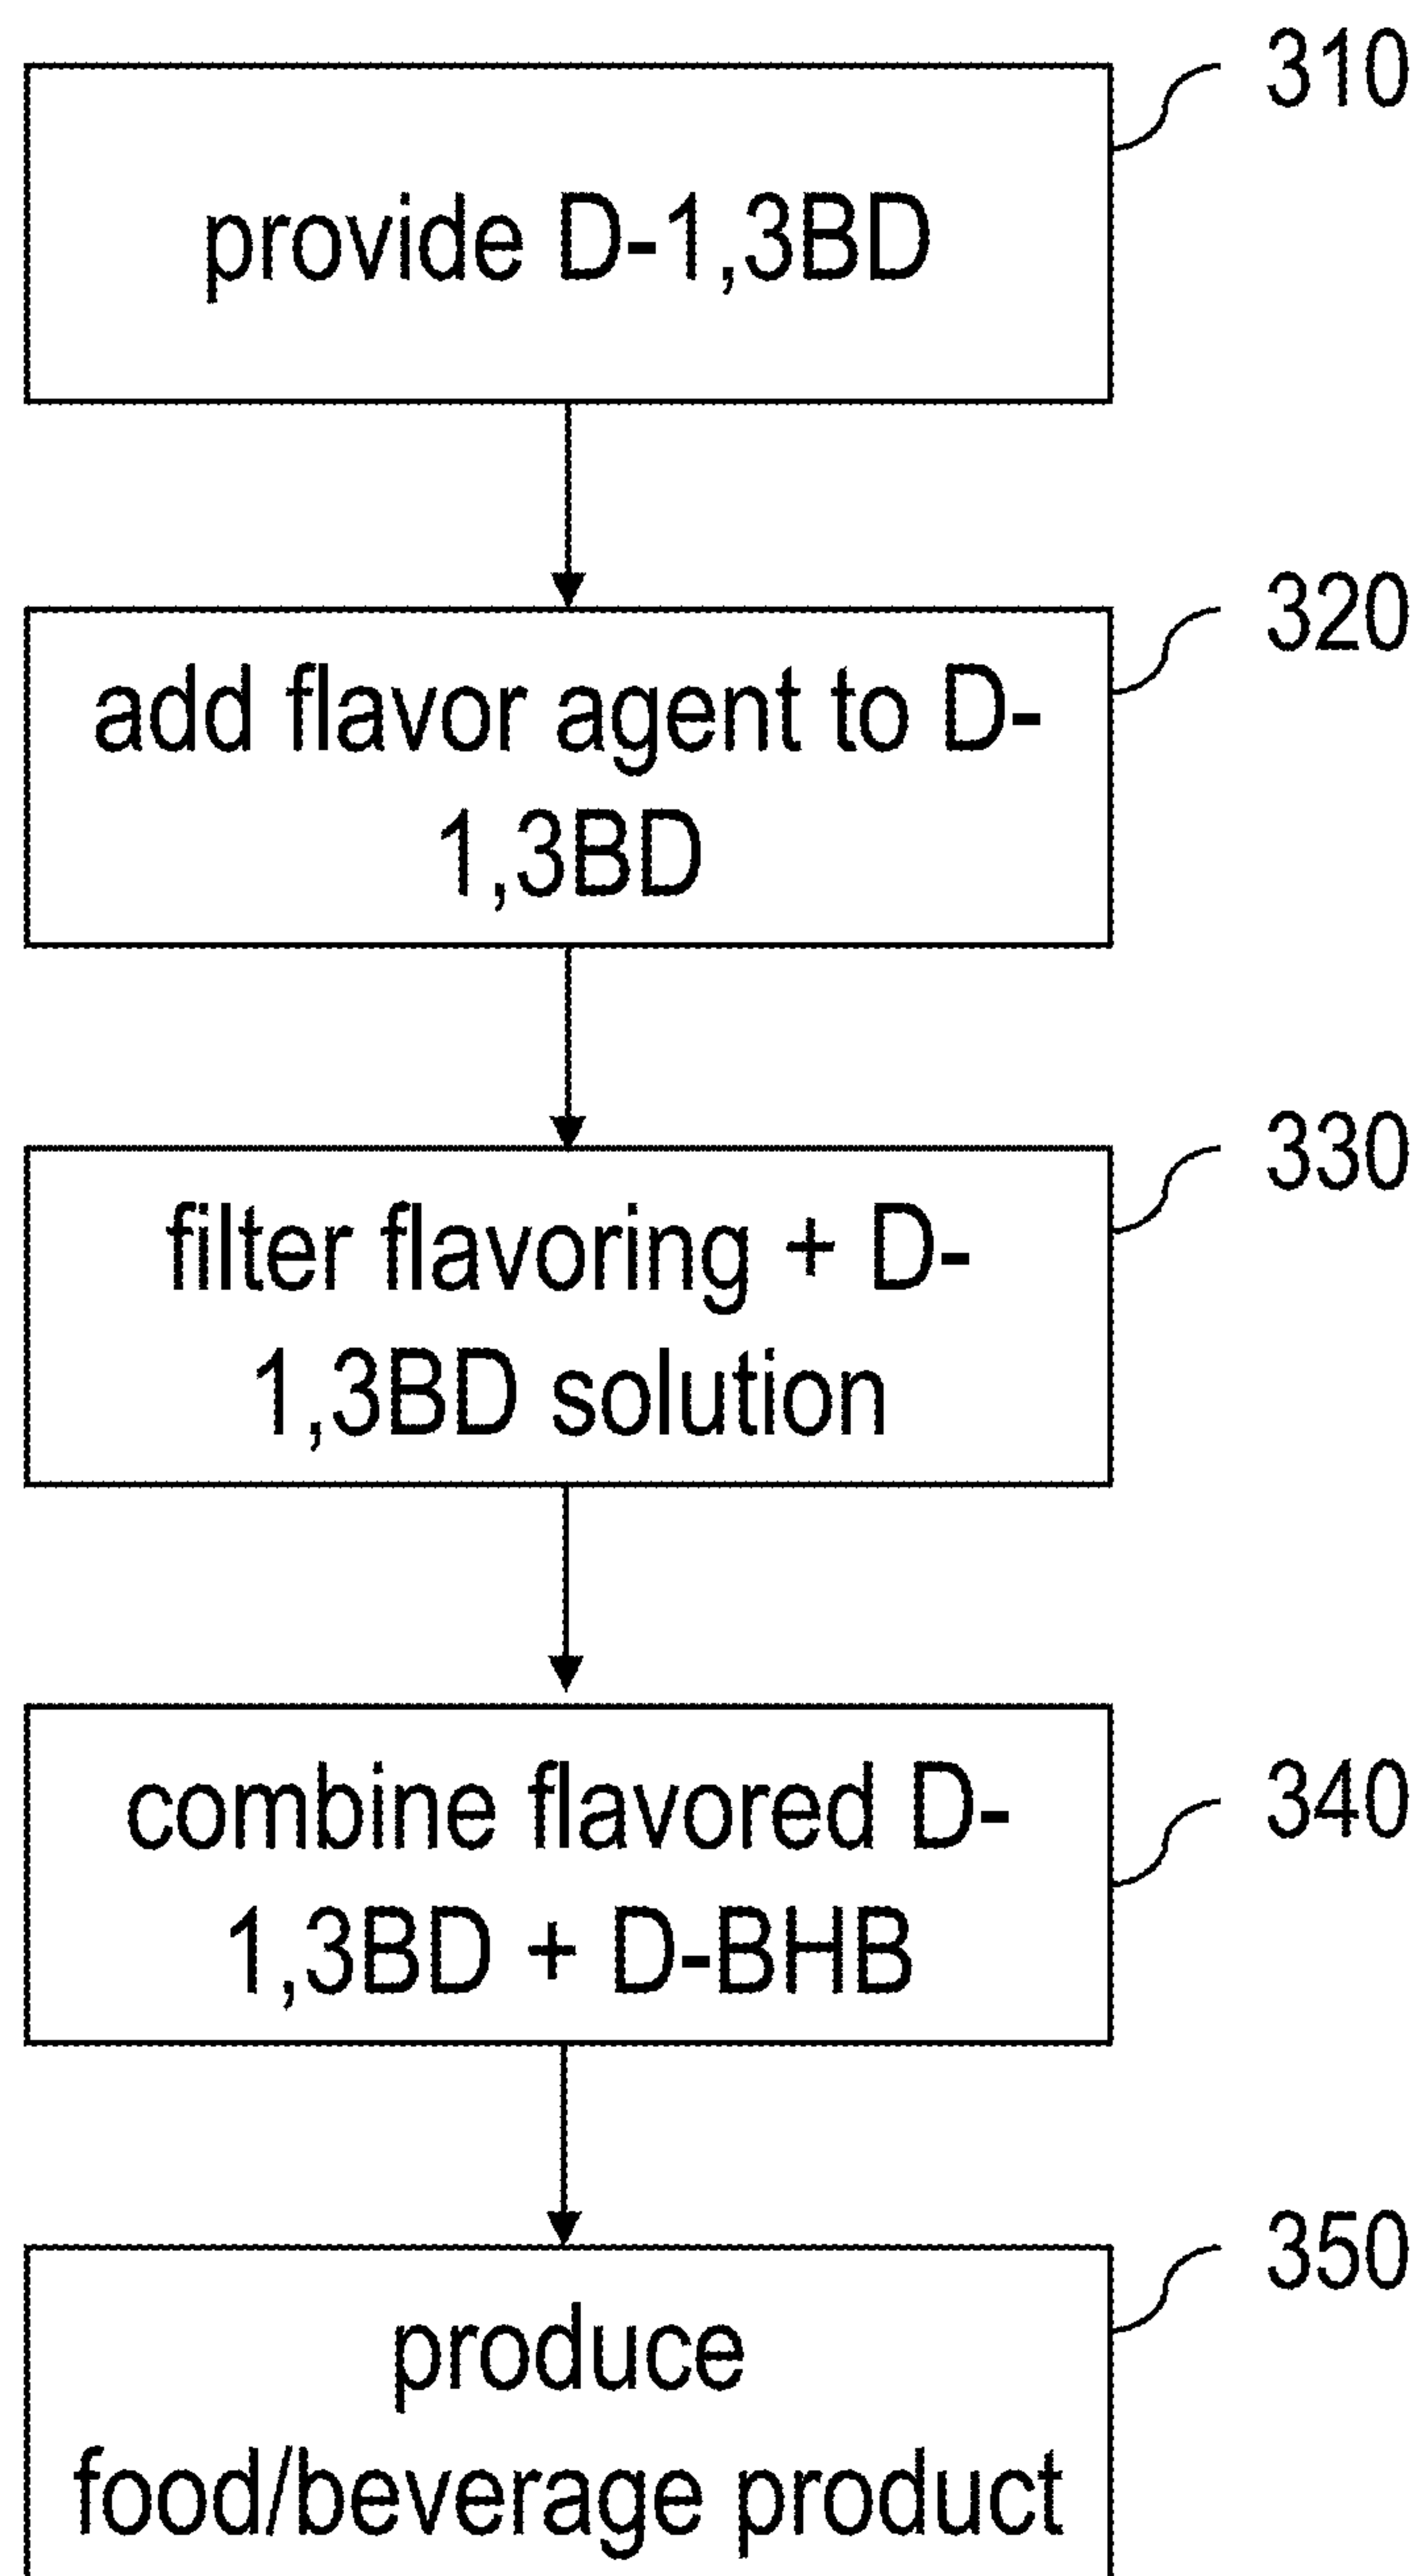 310
provide D-1,3BD
320
add flavor agent to D-
1,3BD
330
filter flavoring + D-
1,3BD solution
340
combine flavored D-
1,3BD + D-BHB
350
produce
food/beverage product